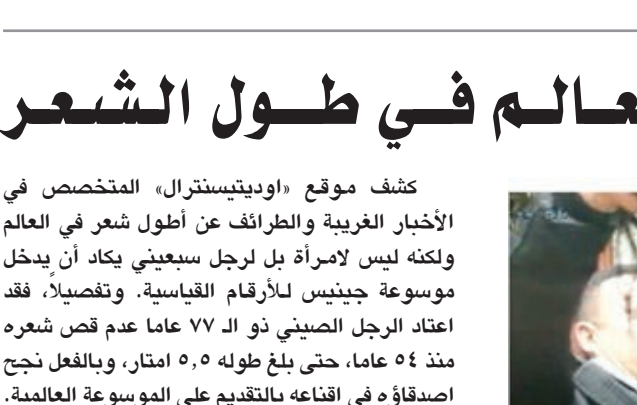 عالم في طول الشعر
كشف موقع «اوديتيسنترال» المتخصص في
الأخبار الغريبة والطرائف عن أطول شعر في العالم
ولكنه ليس لامرأة بل لرجل سبعيني يكاد أن يدخل
موسوعة جينيس للأرقام القياسية. وتفصيلاً، فقد
اعتاد الرجل الصيني ذو الـ ٧٧ عاما عدم قص شعره
منذ ٥٤ عاما، حتى بلغ طوله ٥,٥ امتار، وبالفعل نجح
اصدقاؤه في اقناعه بالتقديم على الموسوعة العالمية.